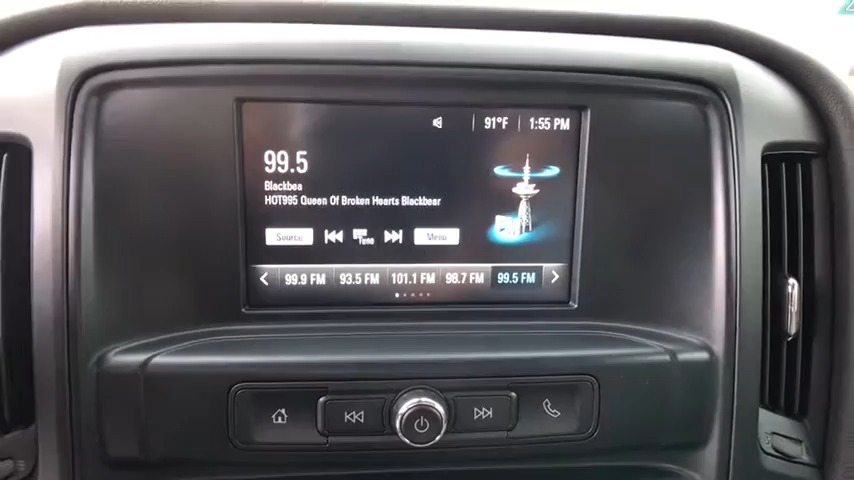 91°F 1:55 PM
99.5
Blackbea
HOT995 Queen Of Broken Hearts Blackbear
Source Tune Menu
99.9 FM 93.5 FM 101.1 FM 98.7 FM 99.5 FM